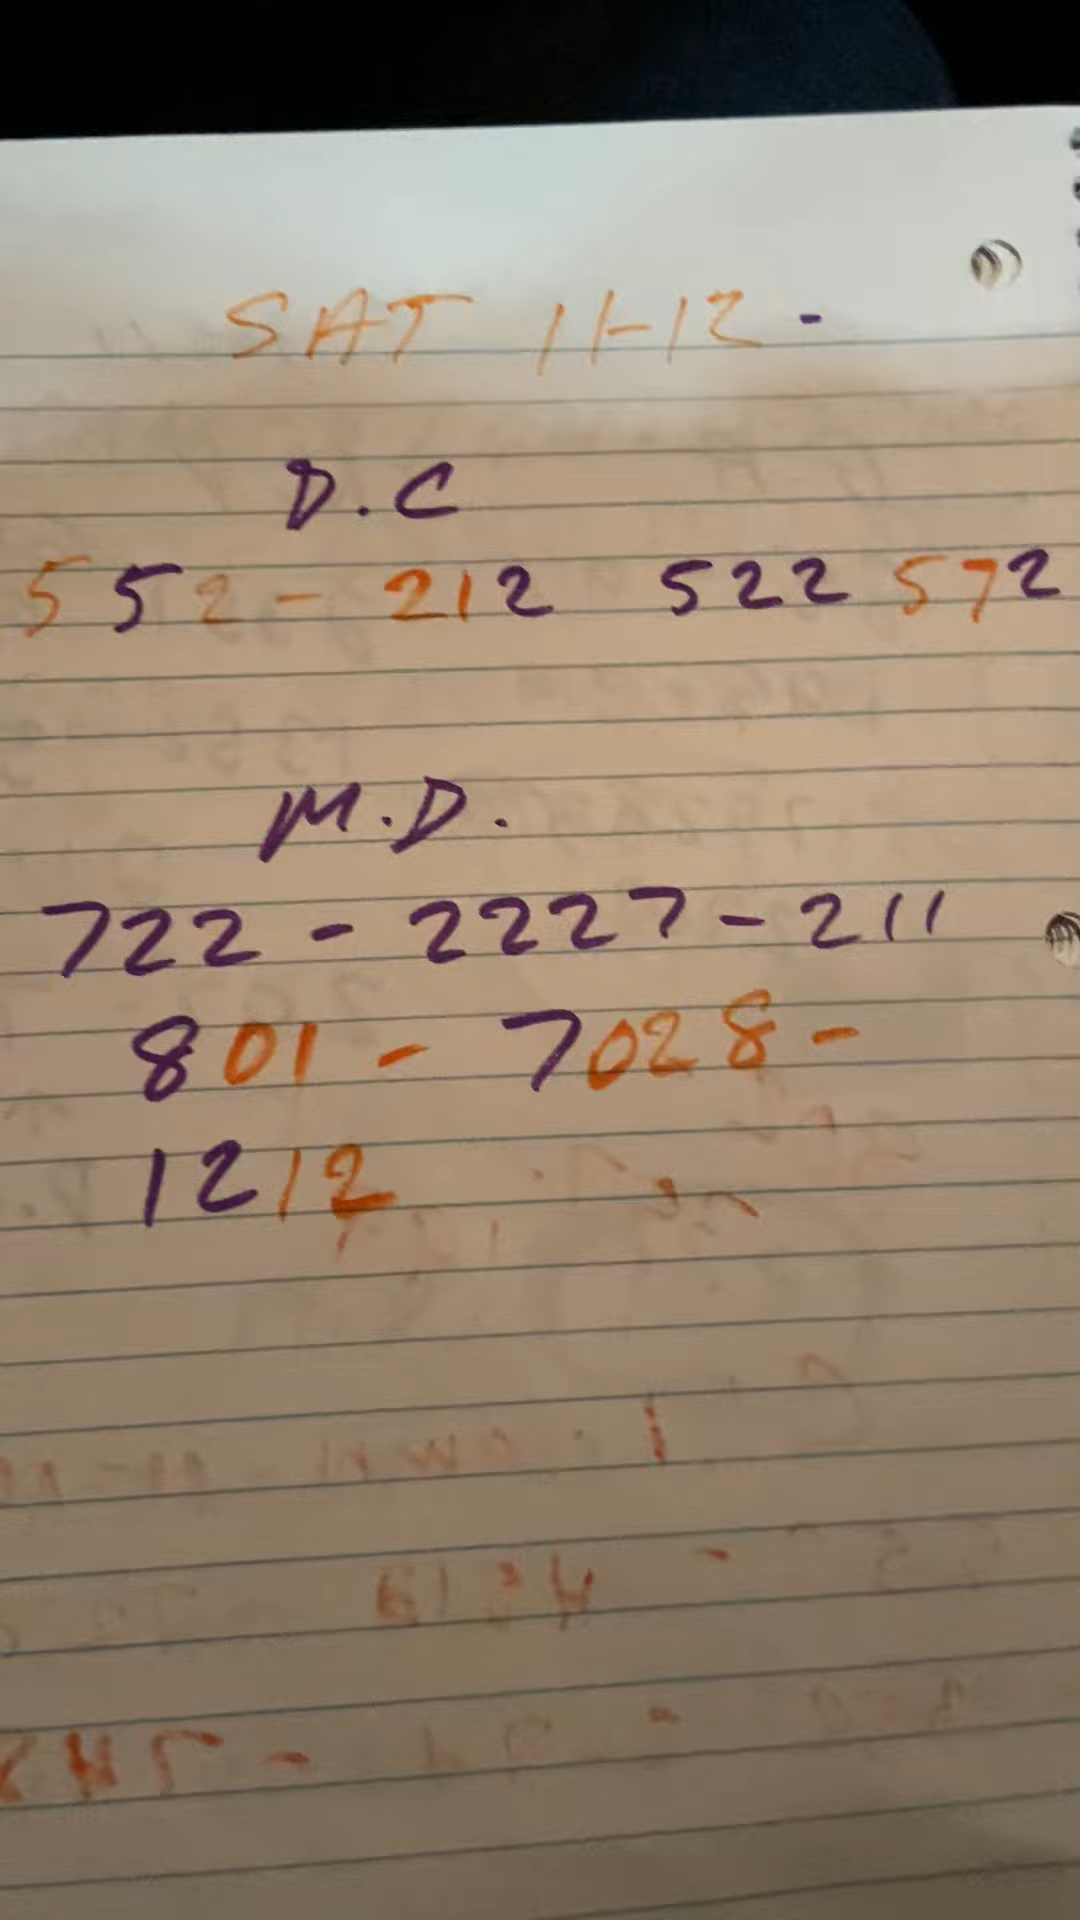 SAT 11-12 -
D.C
552 - 212 522 572
M.D.
722 - 2227 - 211
801 - 7028 -
1212